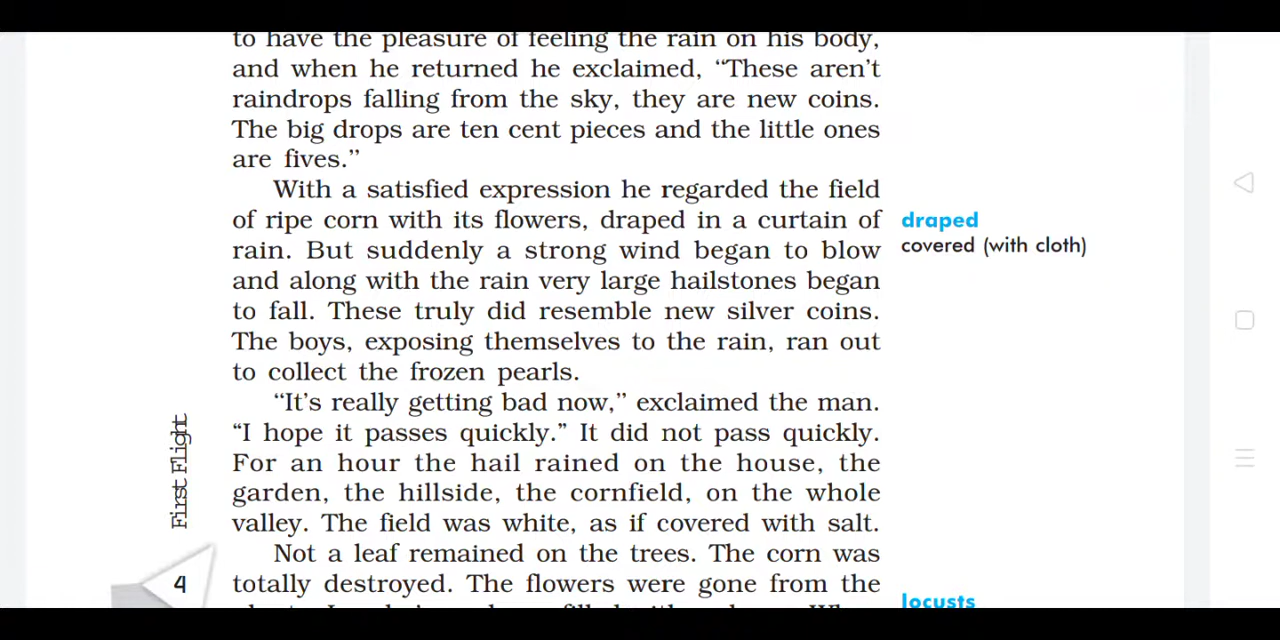 to have the pleasure of feeling the rain on his body,
and when he returned he exclaimed, “These aren’t
raindrops falling from the sky, they are new coins.
The big drops are ten cent pieces and the little ones
are fives.”
With a satisfied expression he regarded the field
of ripe corn with its flowers, draped in a curtain of
rain. But suddenly a strong wind began to blow
and along with the rain very large hailstones began
to fall. These truly did resemble new silver coins.
The boys, exposing themselves to the rain, ran out
to collect the frozen pearls.
“It’s really getting bad now,” exclaimed the man.
“I hope it passes quickly.” It did not pass quickly.
For an hour the hail rained on the house, the
garden, the hillside, the cornfield, on the whole
valley. The field was white, as if covered with salt.
Not a leaf remained on the trees. The corn was
totally destroyed. The flowers were gone from the
draped
covered (with cloth)
locusts
First Flight
4